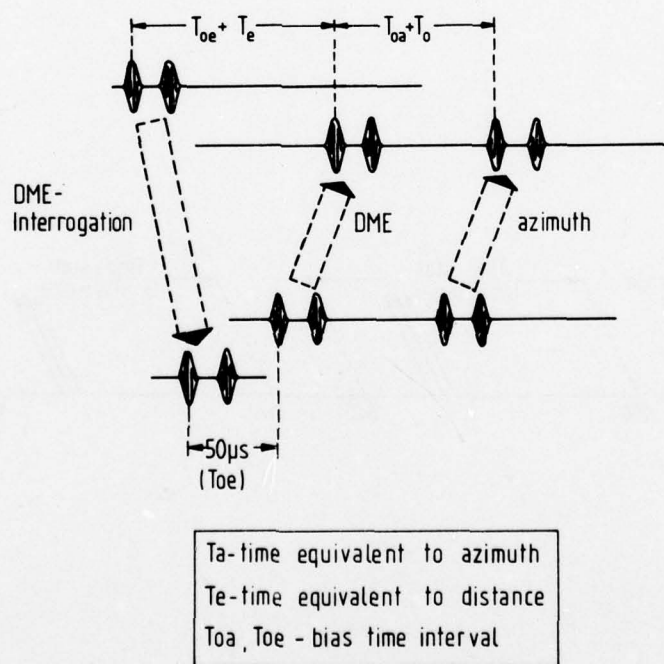 Toe + Te
Toa+To
DME-
Interrogation
DME
azimuth
50µs
(Toe)
Ta-time equivalent to azimuth
Te-time equivalent to distance
Toa, Toe - bias time interval